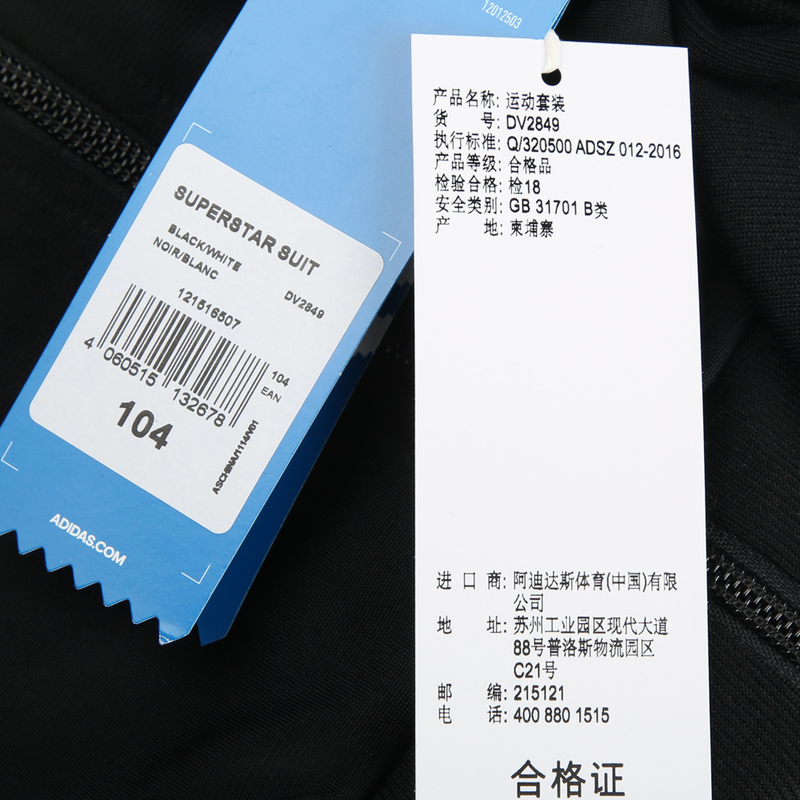 12012503
SUPERSTAR SUIT
BLACK/WHITE
NOIR/BLANC
DV2849
121516507
104
EAN
4 060515 132678
104
ASCHINA/1114/V01
ADIDAS.COM
产品名称: 运动套装
货 号: DV2849
执行标准: Q/320500 ADSZ 012-2016
产品等级: 合格品
检验合格: 检18
安全类别: GB 31701 B类
产 地: 柬埔寨
进 口 商: 阿迪达斯体育(中国)有限
公司
地 址: 苏州工业园区现代大道
88号普洛斯物流园区
C21号
邮 编: 215121
电 话: 400 880 1515
合格证